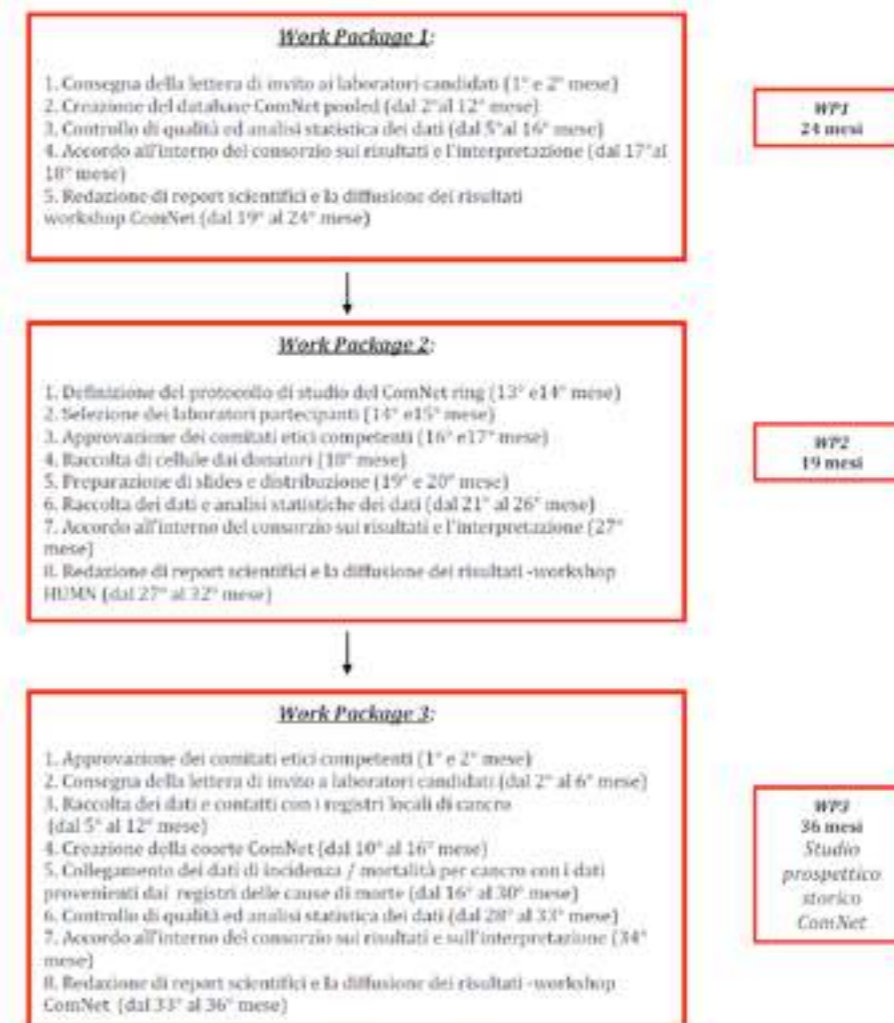 Work Package 1:
1. Consegna della lettera di invito ai laboratori candidati (1° e 2° mese)
2. Creazione del database ComNet pooled (dal 2°al 12° mese)
3. Controllo di qualità ed analisi statistica dei dati (dal 5°al 16° mese)
4. Accordo all'interno del consorzio sui risultati e l'interpretazione (dal 17°al
18° mese)
5. Redazione di report scientifici e la diffusione dei risultati
workshop ComNet (dal 19° al 24° mese)
WP1
24 mesi
Work Package 2:
1. Definizione del protocollo di studio del ComNet ring (13° e14° mese)
2. Selezione dei laboratori partecipanti (14° e15° mese)
3. Approvazione dei comitati etici competenti (16° e17° mese)
4. Raccolta di cellule dai donatori (18° mese)
5. Preparazione di slides e distribuzione (19° e 20° mese)
6. Raccolta dei dati e analisi statistiche dei dati (dal 21° al 26° mese)
7. Accordo all'interno del consorzio sui risultati e l'interpretazione (27°
mese)
8. Redazione di report scientifici e la diffusione dei risultati -workshop
HUMN (dal 27° al 32° mese)
WP2
19 mesi
Work Package 3:
1. Approvazione dei comitati etici competenti (1° e 2° mese)
2. Consegna della lettera di invito a laboratori candidati (dal 2° al 6° mese)
3. Raccolta dei dati e contatti con i registri locali di cancro
(dal 5° al 12° mese)
4. Creazione della coorte ComNet (dal 10° al 16° mese)
5. Collegamento dei dati di incidenza / mortalità per cancro con i dati
provenienti dai registri delle cause di morte (dal 16° al 30° mese)
6. Controllo di qualità ed analisi statistica dei dati (dal 28° al 33° mese)
7. Accordo all'interno del consorzio sui risultati e sull'interpretazione (34°
mese)
8. Redazione di report scientifici e la diffusione dei risultati -workshop
ComNet (dal 33° al 36° mese)
WP3
36 mesi
Studio
prospettico
storico
ComNet